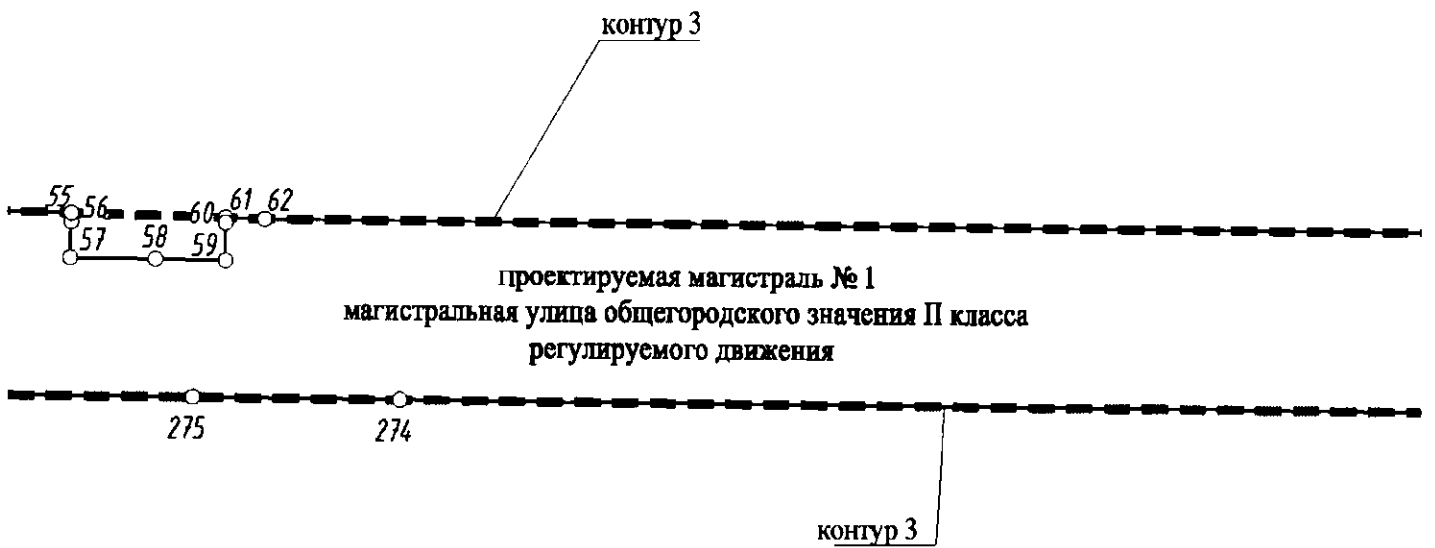 контур 3
55 56 60 61 62
57 58 59
проектируемая магистраль № 1
магистральная улица общегородского значения II класса
регулируемого движения
275 274
контур 3